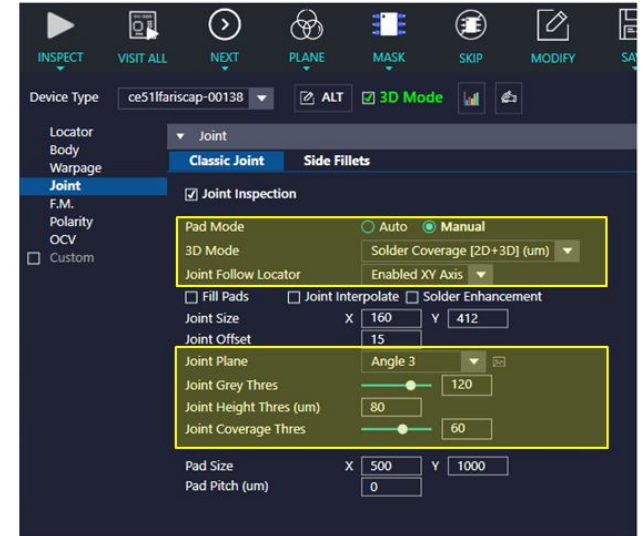 INSPECT VISIT ALL NEXT PLANE MASK SKIP MODIFY
Device Type ce51lfariscap-00138 ALT 3D Mode
Locator
Body
Warpage
Joint
F.M.
Polarity
OCV
Custom
Joint
Classic Joint Side Fillets
Joint Inspection
Pad Mode Auto Manual
3D Mode Solder Coverage [2D+3D] (um)
Joint Follow Locator Enabled XY Axis
Fill Pads Joint Interpolate Solder Enhancement
Joint Size X 160 Y 412
Joint Offset 15
Joint Plane Angle 3
Joint Grey Thres 120
Joint Height Thres (um) 80
Joint Coverage Thres 60
Pad Size X 500 Y 1000
Pad Pitch (um) 0